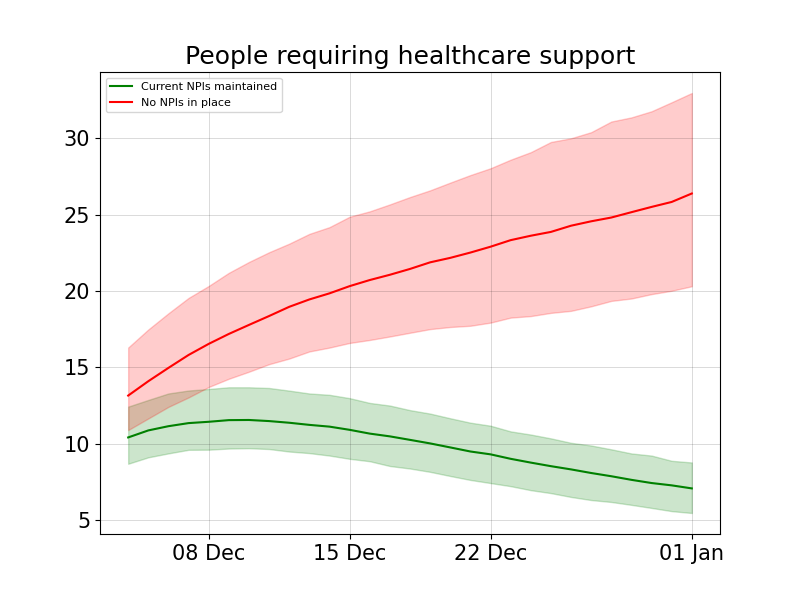 People requiring healthcare support
Current NPIs maintained
No NPIs in place
30
25
20
15
10
5
08 Dec
15 Dec
22 Dec
01 Jan